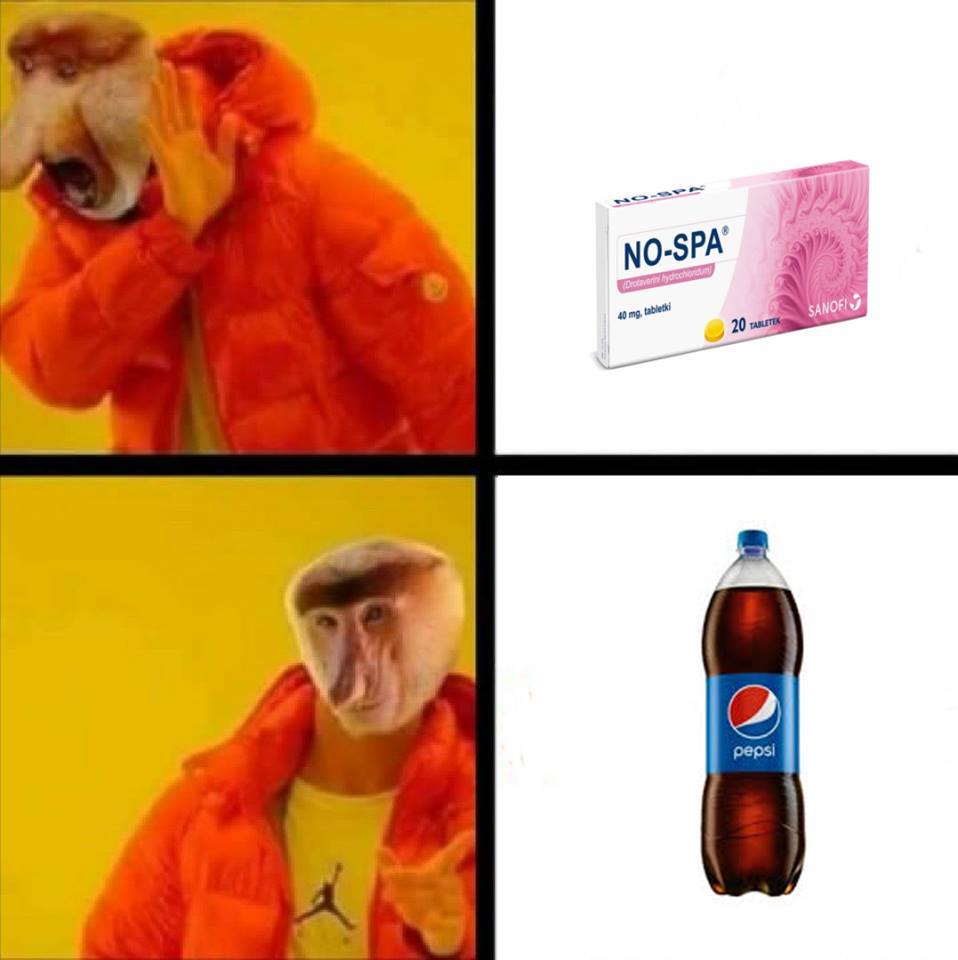 NO-SPA®
NO-SPA®
(Drotaverini hydrochloridum)
40 mg, tabletki
20 TABLETEK
SANOFI
pepsi